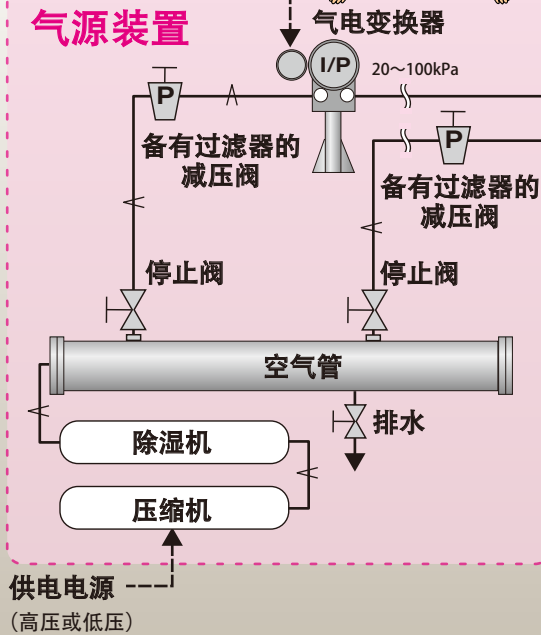 气源装置
气电变换器
I/P
20～100kPa
P
备有过滤器的
减压阀
P
备有过滤器的
减压阀
停止阀
停止阀
空气管
排水
除湿机
压缩机
供电电源
（高压或低压）